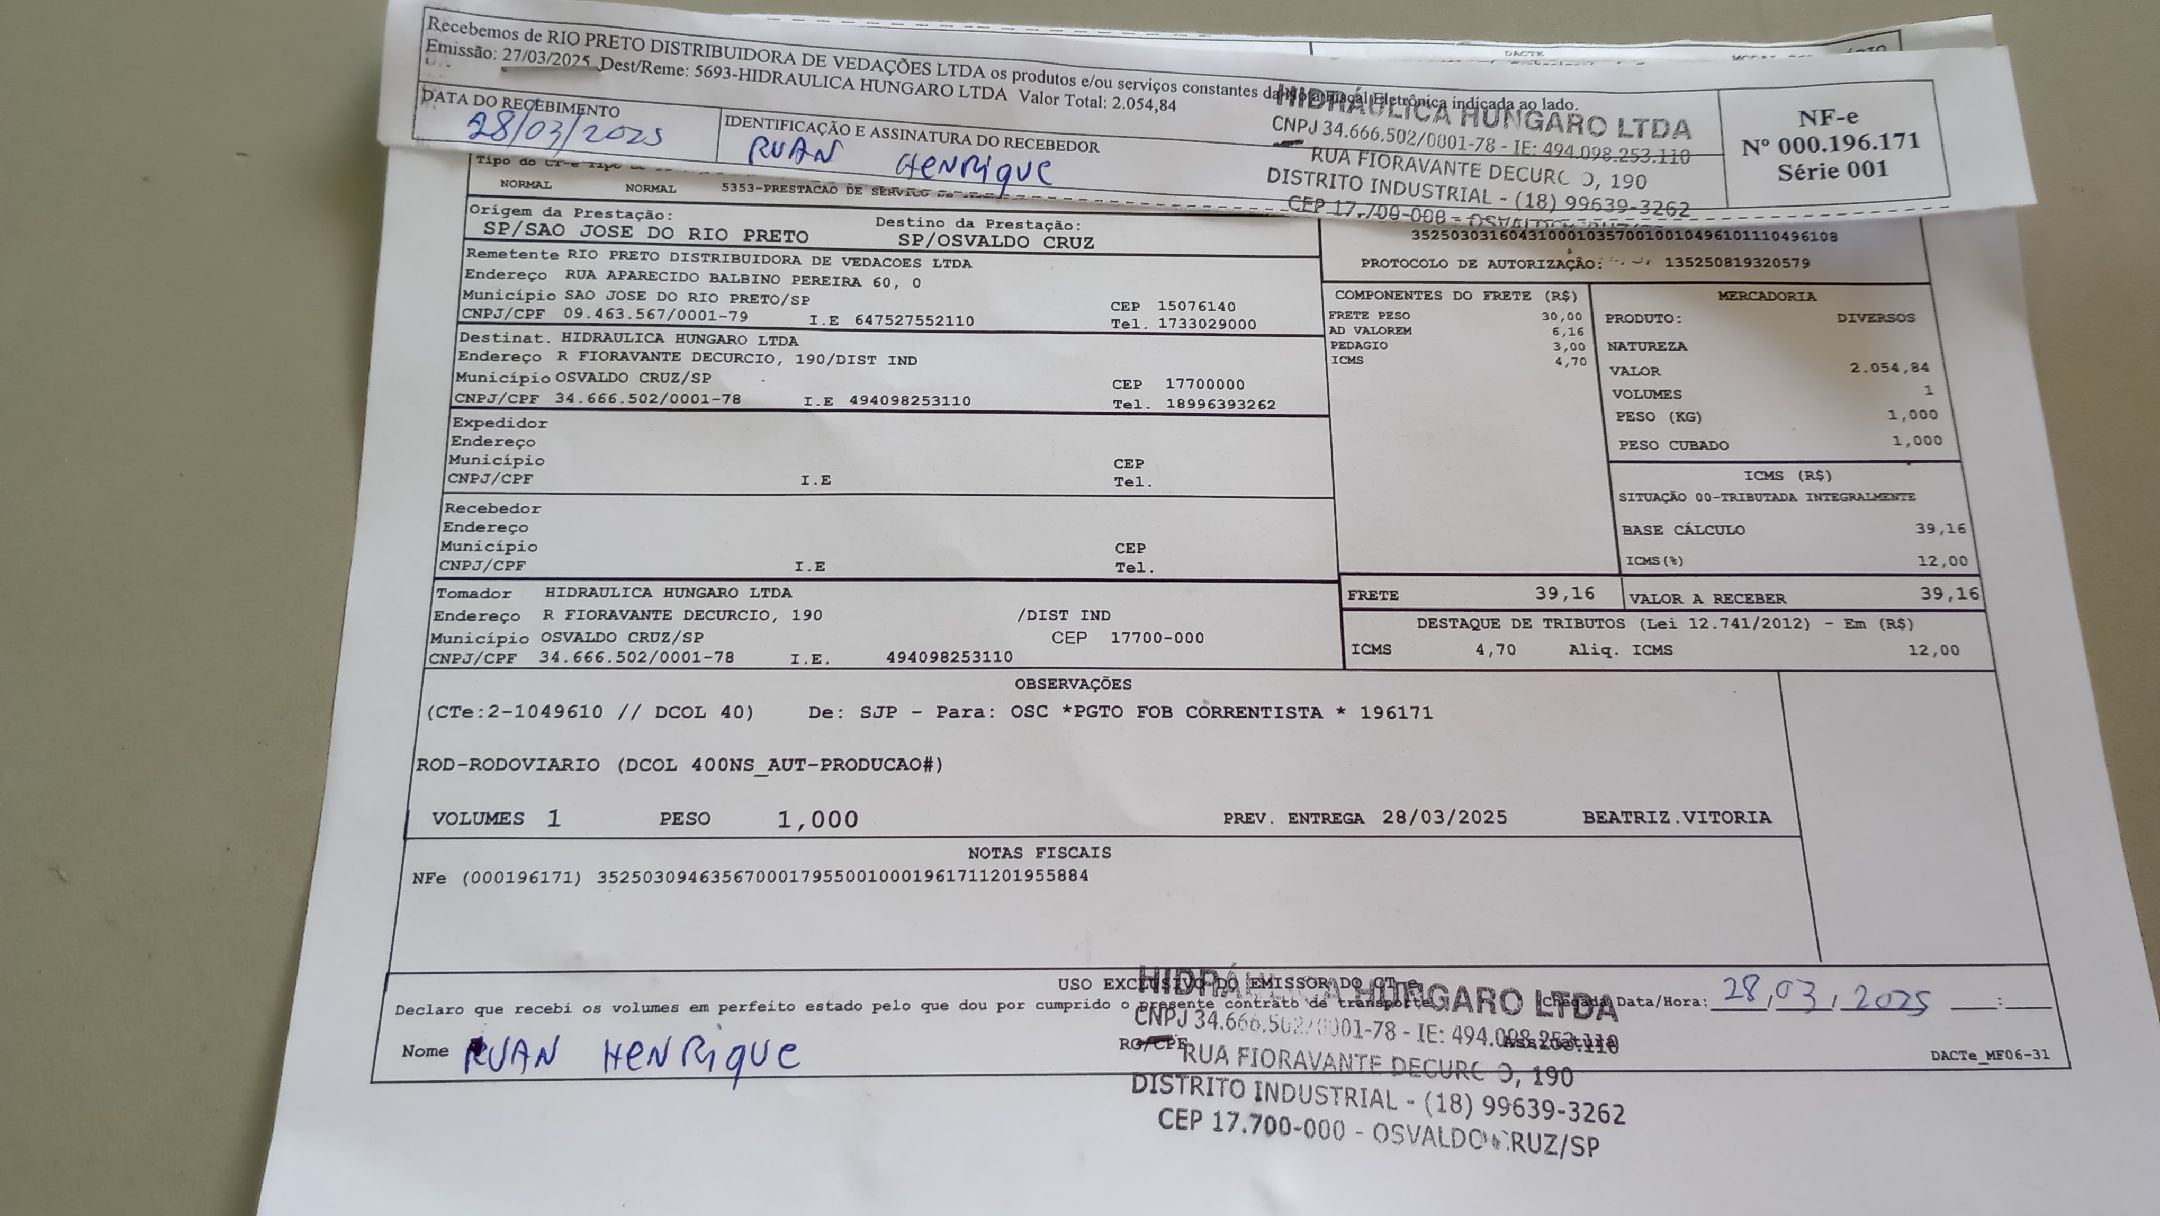 Recebemos de RIO PRETO DISTRIBUIDORA DE VEDAÇÕES LTDA os produtos e/ou serviços constantes da Nota Fiscal Eletrônica indicada ao lado.
Emissão: 27/03/2025 Dest/Reme: 5693-HIDRAULICA HUNGARO LTDA Valor Total: 2.054,84
DATA DO RECEBIMENTO
28/03/2025
IDENTIFICAÇÃO E ASSINATURA DO RECEBEDOR
RUAN HENRIQUE
HIDRÁULICA HUNGARO LTDA
CNPJ 34.666.502/0001-78 - IE: 494.098.253.110
RUA FIORAVANTE DECURC O, 190
DISTRITO INDUSTRIAL - (18) 99639-3262
CEP 17.700-000 - OSVALDO
NF-e
Nº 000.196.171
Série 001
DACTE
Tipo do CT-e Tipo
NORMAL NORMAL 5353-PRESTACAO DE SERVICO
Origem da Prestação: Destino da Prestação:
SP/SAO JOSE DO RIO PRETO SP/OSVALDO CRUZ
35250303160431000103570010010496101110496108
PROTOCOLO DE AUTORIZAÇÃO: 135250819320579
Remetente RIO PRETO DISTRIBUIDORA DE VEDACOES LTDA
Endereço RUA APARECIDO BALBINO PEREIRA 60, 0
Município SAO JOSE DO RIO PRETO/SP CEP 15076140
CNPJ/CPF 09.463.567/0001-79 I.E 647527552110 Tel. 1733029000
Destinat. HIDRAULICA HUNGARO LTDA
Endereço R FIORAVANTE DECURCIO, 190/DIST IND
Município OSVALDO CRUZ/SP CEP 17700000
CNPJ/CPF 34.666.502/0001-78 I.E 494098253110 Tel. 18996393262
Expedidor
Endereço
Município CEP
CNPJ/CPF I.E Tel.
Recebedor
Endereço
Município CEP
CNPJ/CPF I.E Tel.
Tomador HIDRAULICA HUNGARO LTDA
Endereço R FIORAVANTE DECURCIO, 190 /DIST IND
Município OSVALDO CRUZ/SP CEP 17700-000
CNPJ/CPF 34.666.502/0001-78 I.E. 494098253110
COMPONENTES DO FRETE (R$)
FRETE PESO 30,00
AD VALOREM 6,16
PEDAGIO 3,00
ICMS 4,70
MERCADORIA
PRODUTO: DIVERSOS
NATUREZA
VALOR 2.054,84
VOLUMES 1
PESO (KG) 1,000
PESO CUBADO 1,000
ICMS (R$)
SITUAÇÃO 00-TRIBUTADA INTEGRALMENTE
BASE CÁLCULO 39,16
ICMS(%) 12,00
FRETE 39,16 VALOR A RECEBER 39,16
DESTAQUE DE TRIBUTOS (Lei 12.741/2012) - Em (R$)
ICMS 4,70 Aliq. ICMS 12,00
OBSERVAÇÕES
(CTe:2-1049610 // DCOL 40) De: SJP - Para: OSC *PGTO FOB CORRENTISTA * 196171
ROD-RODOVIARIO (DCOL 400NS_AUT-PRODUCAO#)
VOLUMES 1 PESO 1,000 PREV. ENTREGA 28/03/2025 BEATRIZ.VITORIA
NOTAS FISCAIS
NFe (000196171) 35250309463567000179550010001961711201955884
USO EXCLUSIVO DO EMISSOR DO CT-e
Declaro que recebi os volumes em perfeito estado pelo que dou por cumprido o presente contrato de transporte. Chegada Data/Hora: 28/03/2025 __:__
Nome RUAN HENRIQUE RG/CPF Assinatura DACTe_MF06-31
HIDRÁULICA HUNGARO LTDA
CNPJ 34.666.502/0001-78 - IE: 494.098.253.110
RUA FIORAVANTE DECURC O, 190
DISTRITO INDUSTRIAL - (18) 99639-3262
CEP 17.700-000 - OSVALDO CRUZ/SP